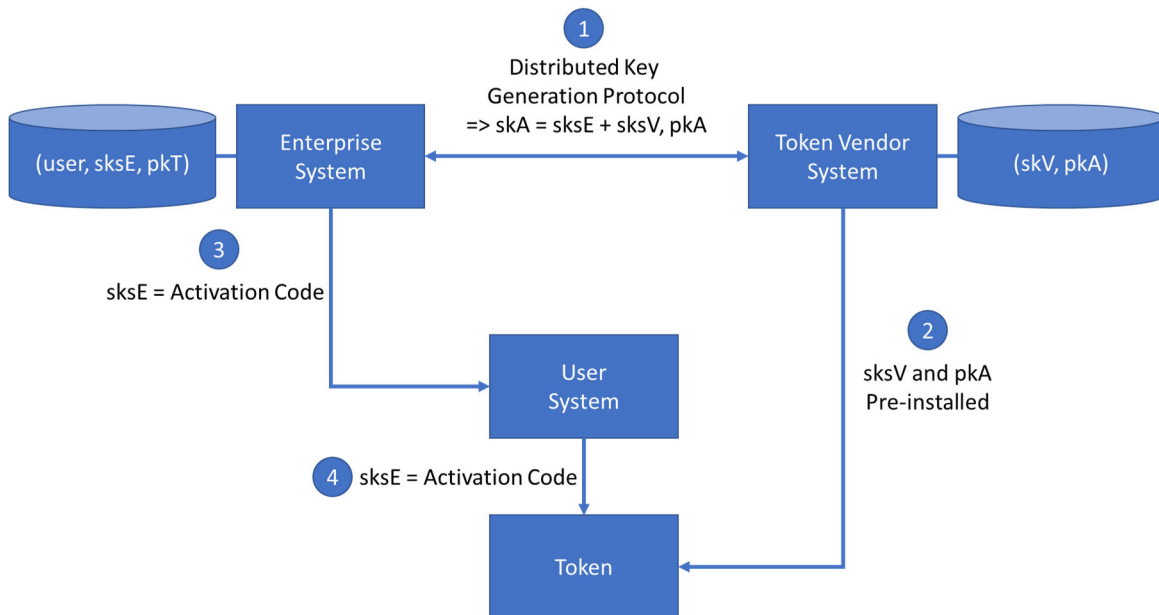 1
Distributed Key
Generation Protocol
=> skA = sksE + sksV, pkA
(user, sksE, pkT)
Enterprise
System
Token Vendor
System
(skV, pkA)
3
sksE = Activation Code
2
sksV and pkA
Pre-installed
User
System
4
sksE = Activation Code
Token